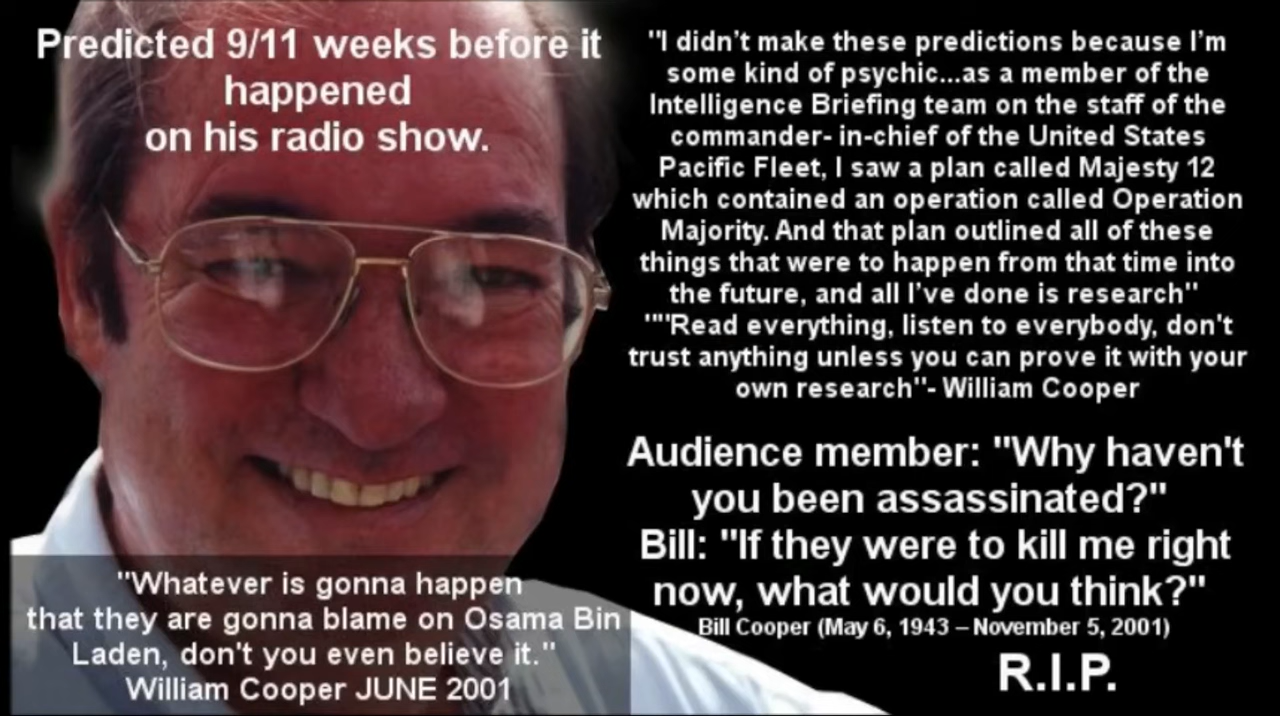 Predicted 9/11 weeks before it
happened
on his radio show.
"Whatever is gonna happen
that they are gonna blame on Osama Bin
Laden, don't you even believe it."
William Cooper JUNE 2001
"I didn’t make these predictions because I’m
some kind of psychic...as a member of the
Intelligence Briefing team on the staff of the
commander- in-chief of the United States
Pacific Fleet, I saw a plan called Majesty 12
which contained an operation called Operation
Majority. And that plan outlined all of these
things that were to happen from that time into
the future, and all I’ve done is research"
""Read everything, listen to everybody, don't
trust anything unless you can prove it with your
own research"- William Cooper
Audience member: "Why haven't
you been assassinated?"
Bill: "If they were to kill me right
now, what would you think?"
Bill Cooper (May 6, 1943 – November 5, 2001)
R.I.P.